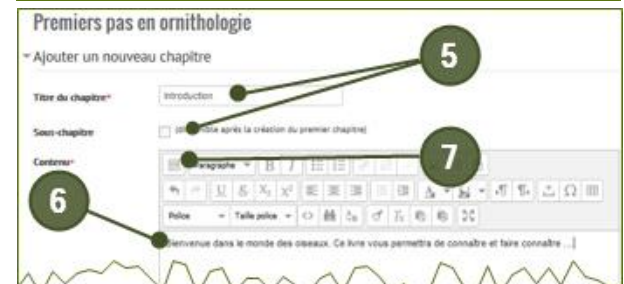 Premiers pas en ornithologie
Ajouter un nouveau chapitre
5
Titre du chapitre*
Introduction
Sous-chapitre
(disponible après la création du premier chapitre)
7
Contenu*
Paragraphe
B I
U S X₂ X²
6
Police Taille police
Bienvenue dans le monde des oiseaux. Ce livre vous permettra de connaître et faire connaître ...